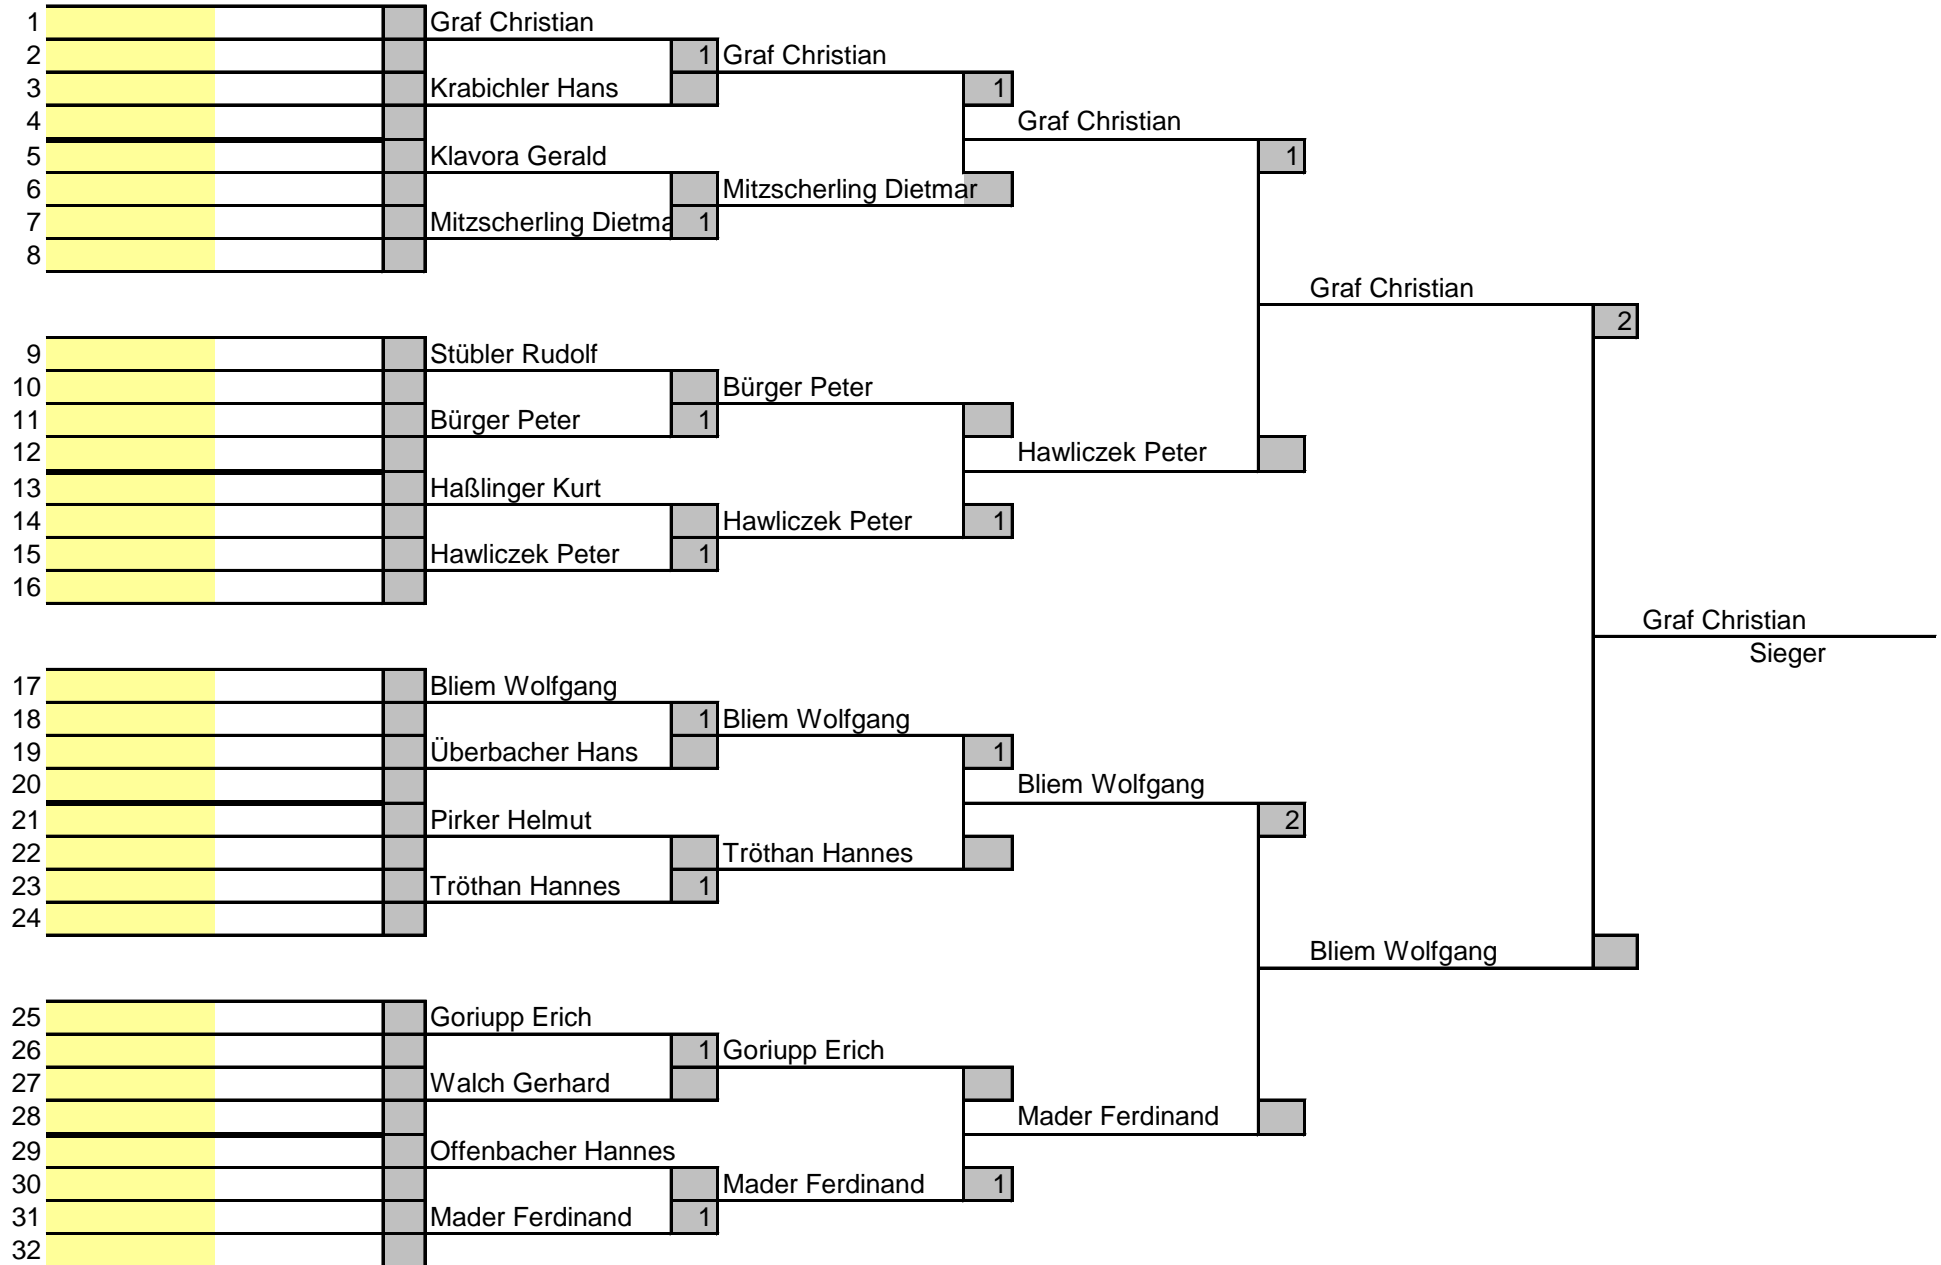 1 Graf Christian
2 1 Graf Christian
3 Krabichler Hans 1
4 Graf Christian
5 Klavora Gerald 1
6 Mitzscherling Dietmar
7 Mitzscherling Dietma 1
8
Graf Christian
2
9 Stübler Rudolf
10 Bürger Peter
11 Bürger Peter 1
12 Hawliczek Peter
13 Haßlinger Kurt
14 Hawliczek Peter 1
15 Hawliczek Peter 1
16
Graf Christian
Sieger
17 Bliem Wolfgang
18 1 Bliem Wolfgang
19 Überbacher Hans 1
20 Bliem Wolfgang
21 Pirker Helmut 2
22 Tröthan Hannes
23 Tröthan Hannes 1
24
Bliem Wolfgang
25 Goriupp Erich
26 1 Goriupp Erich
27 Walch Gerhard
28 Mader Ferdinand
29 Offenbacher Hannes
30 Mader Ferdinand 1
31 Mader Ferdinand 1
32